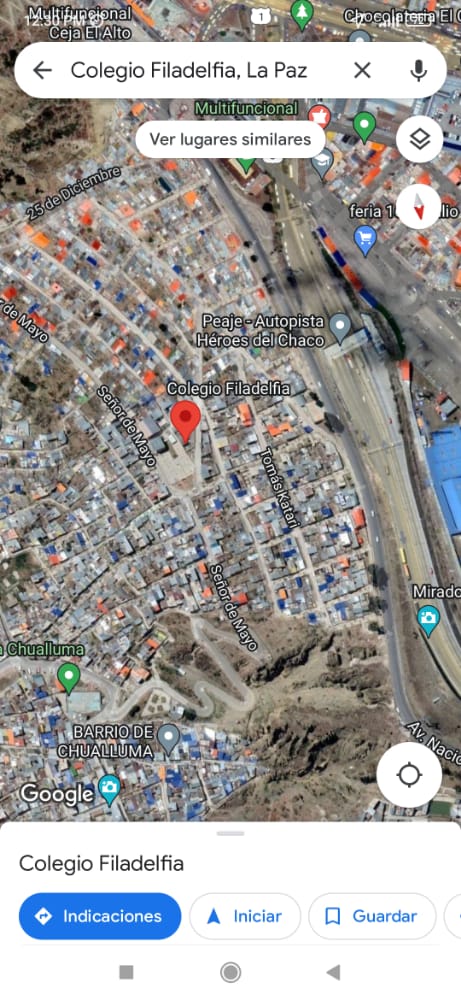 Multifuncional
Ceja El Alto
1
Chocolateria El
Colegio Filadelfia, La Paz
Multifuncional
Ver lugares similares
25 de Diciembre
feria 1
Peaje - Autopista
Héroes del Chaco
de Mayo
Colegio Filadelfia
Señor de Mayo
Tomás Katari
Señor de Mayo
Mirado
Chualluma
BARRIO DE
CHUALLUMA
Av. Nacio
Google
Colegio Filadelfia
Indicaciones
Iniciar
Guardar